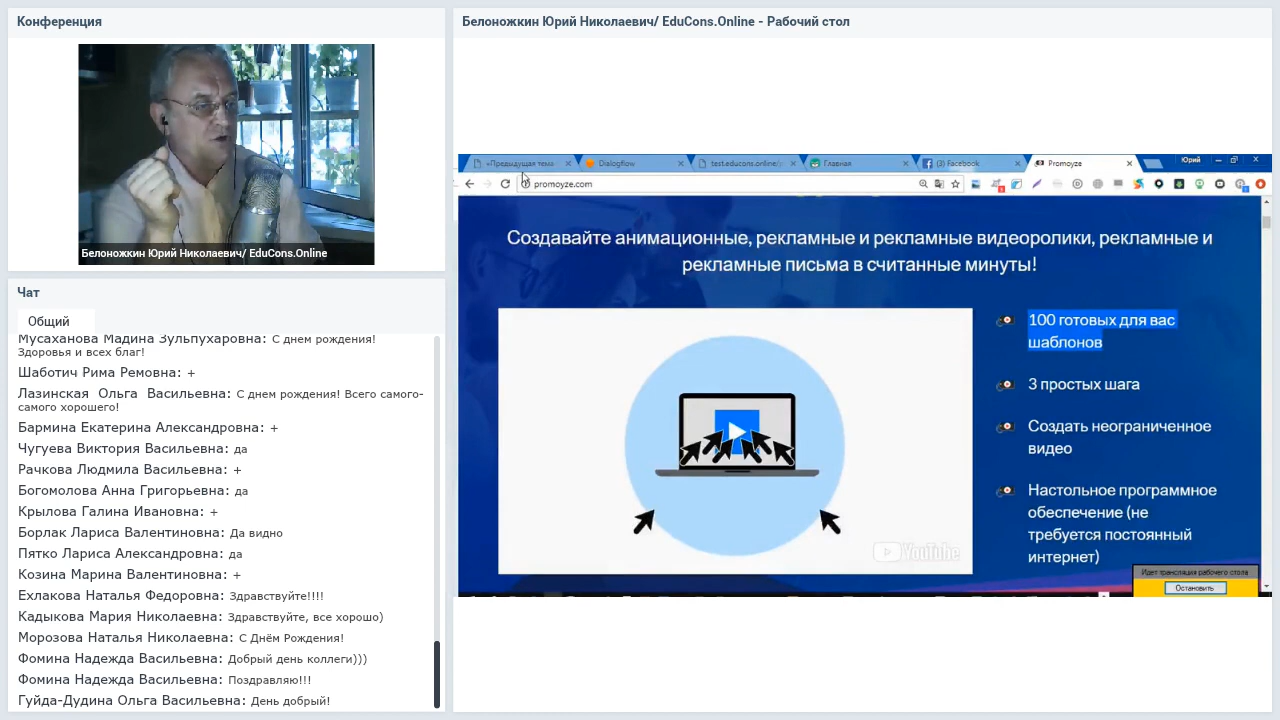 Конференция
Белоножкин Юрий Николаевич/ EduCons.Online - Рабочий стол
Белоножкин Юрий Николаевич/ EduCons.Online
«Предыдущая тема
Dialogflow
test.educons.online/
Главная
(3) Facebook
Promoyze
Юрий
promoyze.com
Создавайте анимационные, рекламные и рекламные видеоролики, рекламные и
рекламные письма в считанные минуты!
100 готовых для вас
шаблонов
3 простых шага
Создать неограниченное
видео
Настольное программное
обеспечение (не
требуется постоянный
интернет)
YouTube
Идет трансляция рабочего стола
Остановить
Чат
Общий
Мусаханова Мадина Зульпухаровна: С днем рождения!
Здоровья и всех благ!
Шаботич Рима Ремовна: +
Лазинская Ольга Васильевна: С днем рождения! Всего самого-
самого хорошего!
Бармина Екатерина Александровна: +
Чугуева Виктория Васильевна: да
Рачкова Людмила Васильевна: +
Богомолова Анна Григорьевна: да
Крылова Галина Ивановна: +
Борлак Лариса Валентиновна: Да видно
Пятко Лариса Александровна: да
Козина Марина Валентиновна: +
Ехлакова Наталья Федоровна: Здравствуйте!!!!
Кадыкова Мария Николаевна: Здравствуйте, все хорошо)
Морозова Наталья Николаевна: С Днём Рождения!
Фомина Надежда Васильевна: Добрый день коллеги)))
Фомина Надежда Васильевна: Поздравляю!!!
Гуйда-Дудина Ольга Васильевна: День добрый!